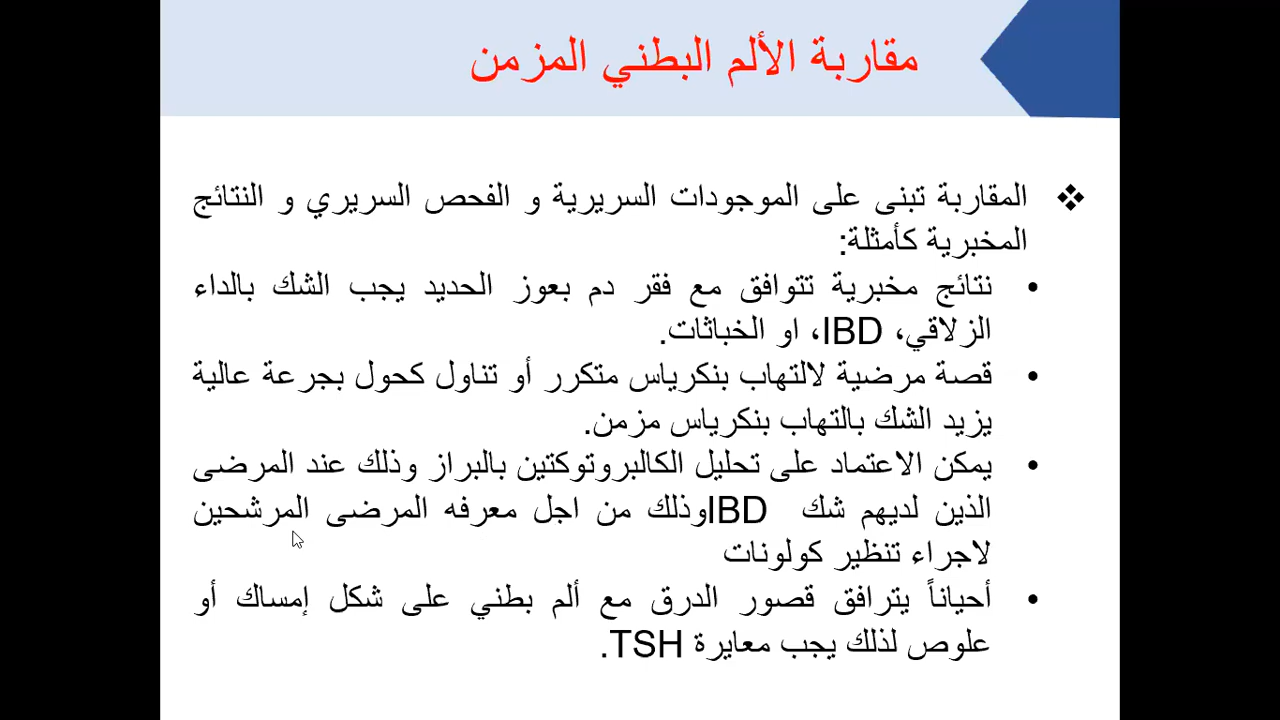 مقاربة الألم البطني المزمن
❖ المقاربة تبنى على الموجودات السريرية و الفحص السريري و النتائج
المخبرية كأمثلة:
• نتائج مخبرية تتوافق مع فقر دم بعوز الحديد يجب الشك بالداء
الزلاقي، IBD، او الخباثات.
• قصة مرضية لالتهاب بنكرياس متكرر أو تناول كحول بجرعة عالية
يزيد الشك بالتهاب بنكرياس مزمن.
• يمكن الاعتماد على تحليل الكالبروتوكتين بالبراز وذلك عند المرضى
الذين لديهم شك IBDوذلك من اجل معرفه المرضى المرشحين
لاجراء تنظير كولونات
• أحياناً يترافق قصور الدرق مع ألم بطني على شكل إمساك أو
علوص لذلك يجب معايرة TSH.